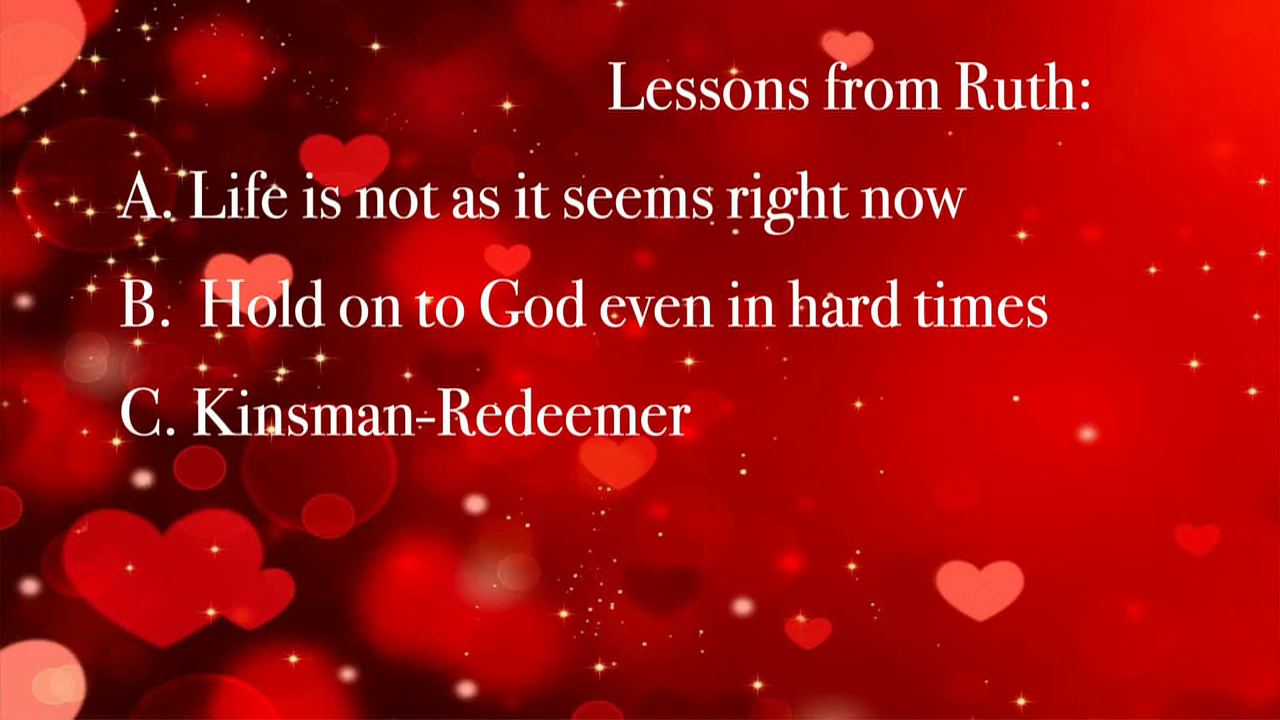 Lessons from Ruth:
A. Life is not as it seems right now
B. Hold on to God even in hard times
C. Kinsman-Redeemer